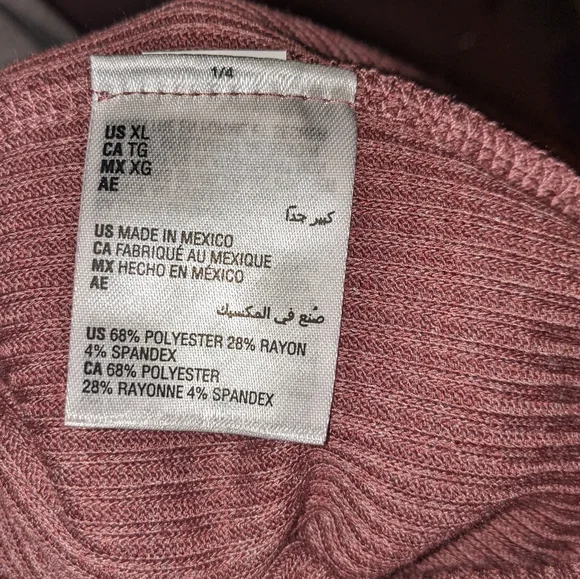 1/4
US XL
CA TG
MX XG
AE
كبير جدًا
US MADE IN MEXICO
CA FABRIQUÉ AU MEXIQUE
MX HECHO EN MÉXICO
AE
صُنع في المكسيك
US 68% POLYESTER 28% RAYON
4% SPANDEX
CA 68% POLYESTER
28% RAYONNE 4% SPANDEX